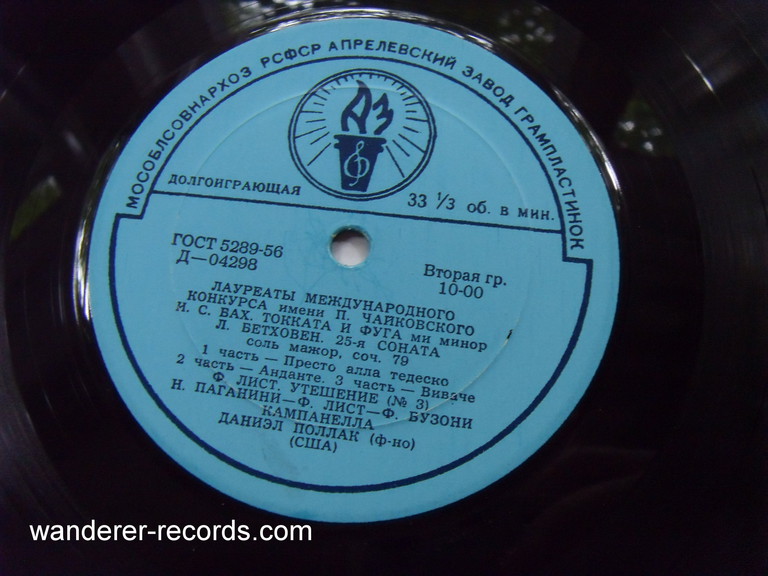 МОСОБЛСОВНАРХОЗ РСФСР АПРЕЛЕВСКИЙ ЗАВОД ГРАМПЛАСТИНОК
АЗ
ДОЛГОИГРАЮЩАЯ
33 1/3 об. в мин.
ГОСТ 5289-56
Д—04298
Вторая гр.
10-00
ЛАУРЕАТЫ МЕЖДУНАРОДНОГО
КОНКУРСА имени П. ЧАЙКОВСКОГО
И. С. БАХ. ТОККАТА И ФУГА ми минор
Л. БЕТХОВЕН. 25-я СОНАТА
соль мажор, соч. 79
1 часть — Престо алла тедеско
2 часть — Анданте. 3 часть — Виваче
Ф. ЛИСТ. УТЕШЕНИЕ (№ 3)
Н. ПАГАНИНИ—Ф. ЛИСТ—Ф. БУЗОНИ
КАМПАНЕЛЛА
ДАНИЭЛ ПОЛЛАК (ф-но)
(США)
wanderer-records.com